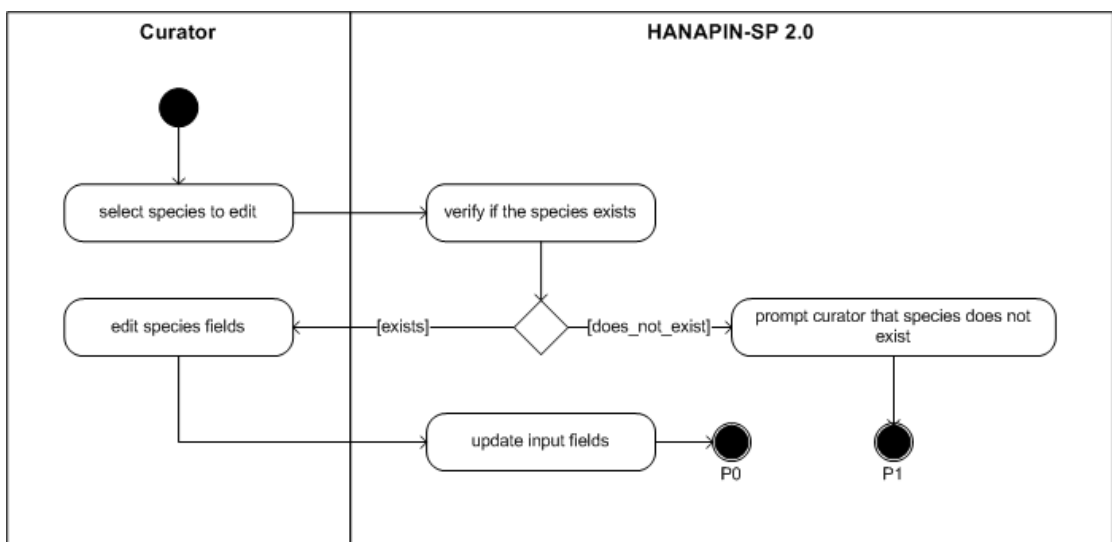 Curator
HANAPIN-SP 2.0
select species to edit
verify if the species exists
edit species fields
[exists]
[does_not_exist]
prompt curator that species does not
exist
update input fields
P0
P1